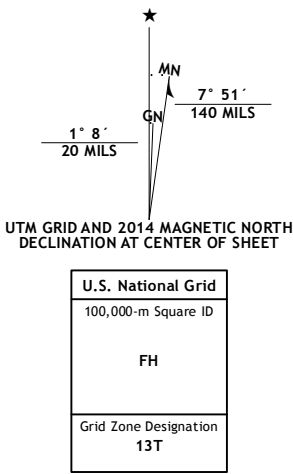 ★
MN
GN
7° 51´
140 MILS
1° 8´
20 MILS
UTM GRID AND 2014 MAGNETIC NORTH
DECLINATION AT CENTER OF SHEET
U.S. National Grid
100,000-m Square ID
FH
Grid Zone Designation
13T